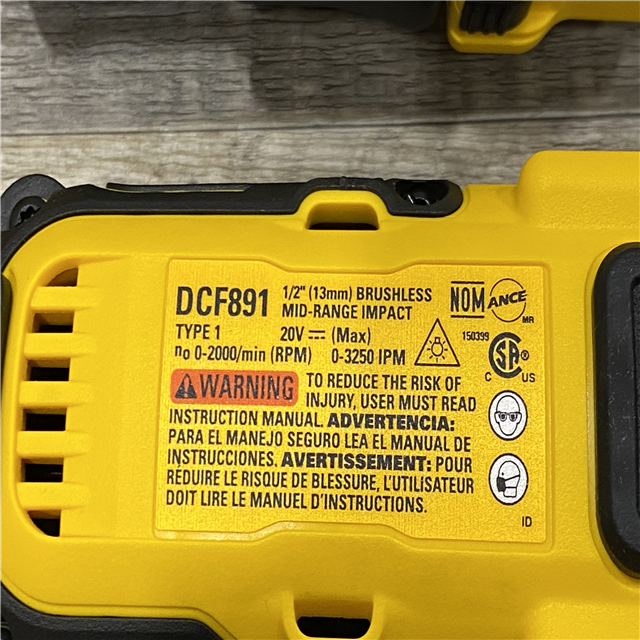 DCF891 1/2" (13mm) BRUSHLESS
MID-RANGE IMPACT
TYPE 1 20V ⎓ (Max)
n₀ 0-2000/min (RPM) 0-3250 IPM
NOM ANCE
MR
150399
SA
C US
WARNING TO REDUCE THE RISK OF
INJURY, USER MUST READ
INSTRUCTION MANUAL. ADVERTENCIA:
PARA EL MANEJO SEGURO LEA EL MANUAL DE
INSTRUCCIONES. AVERTISSEMENT: POUR
RÉDUIRE LE RISQUE DE BLESSURE, L'UTILISATEUR
DOIT LIRE LE MANUEL D'INSTRUCTIONS.
ID